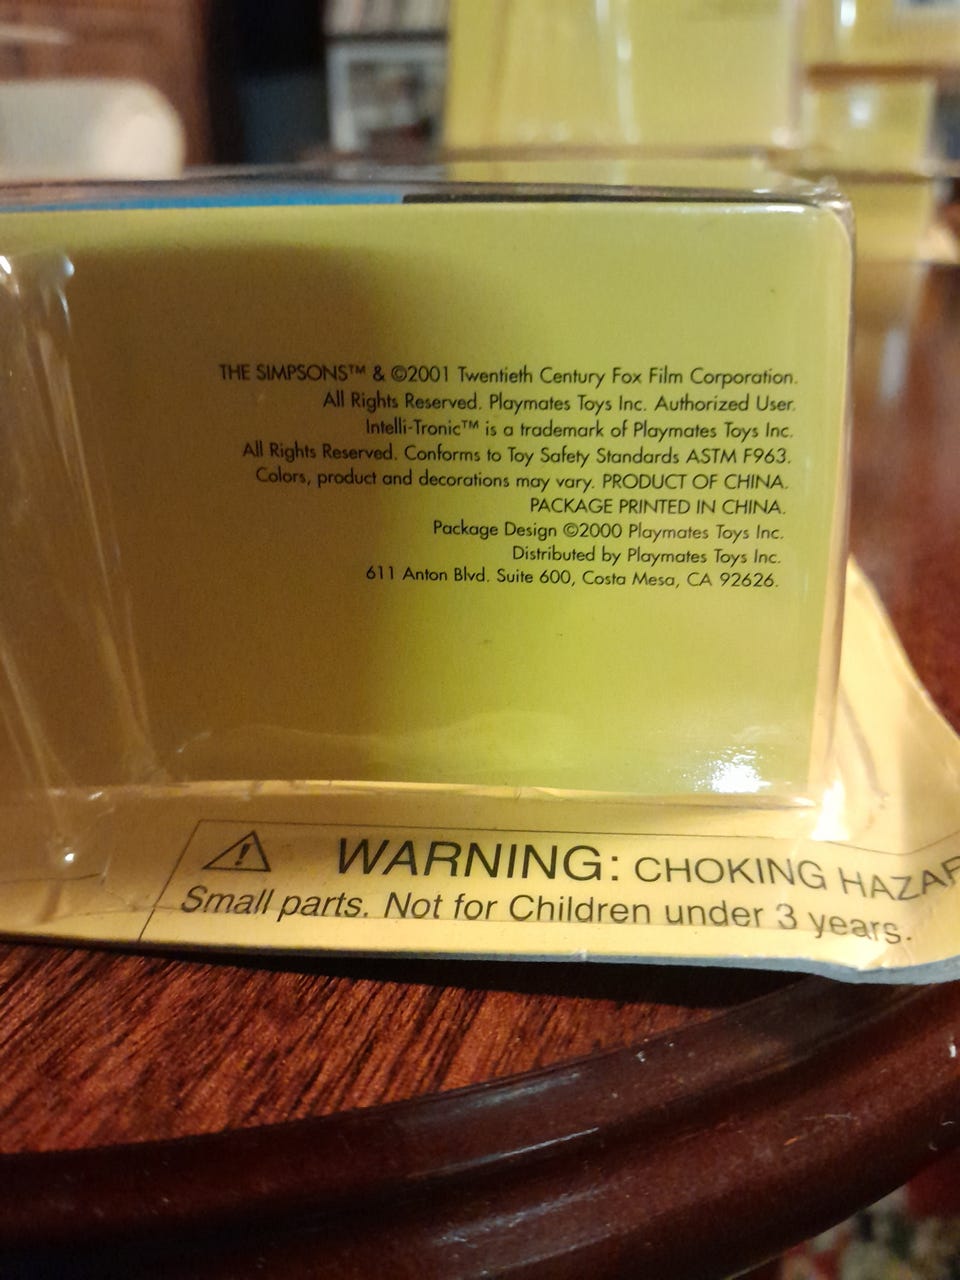 THE SIMPSONS™ & ©2001 Twentieth Century Fox Film Corporation.
All Rights Reserved. Playmates Toys Inc. Authorized User.
Intelli-Tronic™ is a trademark of Playmates Toys Inc.
All Rights Reserved. Conforms to Toy Safety Standards ASTM F963.
Colors, product and decorations may vary. PRODUCT OF CHINA.
PACKAGE PRINTED IN CHINA.
Package Design ©2000 Playmates Toys Inc.
Distributed by Playmates Toys Inc.
611 Anton Blvd. Suite 600, Costa Mesa, CA 92626.
WARNING: CHOKING HAZAR
Small parts. Not for Children under 3 years.